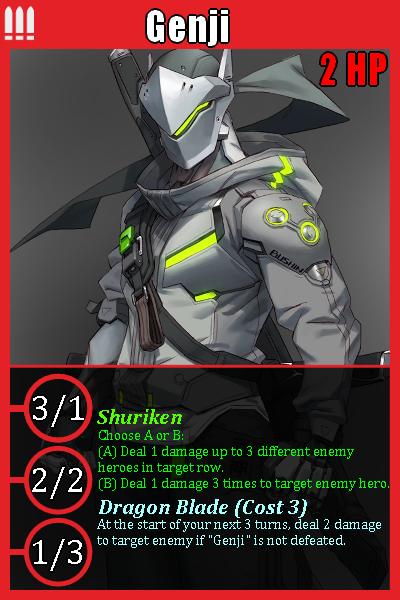 Genji
2 HP
BUSHIN
3/1
2/2
1/3
Shuriken
Choose A or B:
(A) Deal 1 damage up to 3 different enemy
heroes in target row.
(B) Deal 1 damage 3 times to target enemy hero.
Dragon Blade (Cost 3)
At the start of your next 3 turns, deal 2 damage
to target enemy if "Genji" is not defeated.